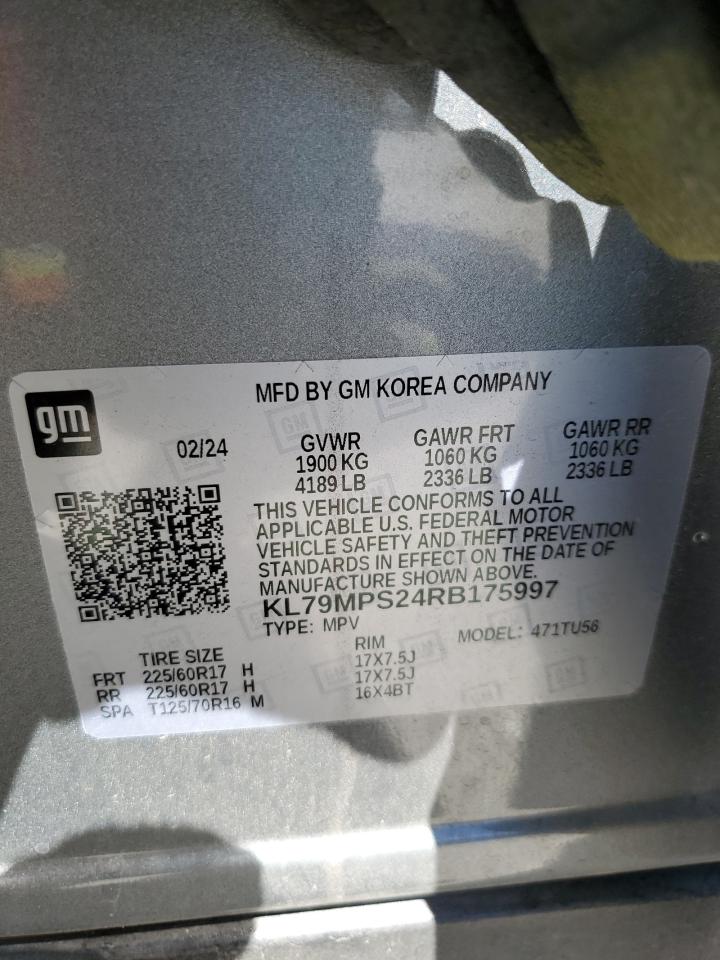 gm
MFD BY GM KOREA COMPANY
02/24
GVWR
1900 KG
4189 LB
GAWR FRT
1060 KG
2336 LB
GAWR RR
1060 KG
2336 LB
THIS VEHICLE CONFORMS TO ALL
APPLICABLE U.S. FEDERAL MOTOR
VEHICLE SAFETY AND THEFT PREVENTION
STANDARDS IN EFFECT ON THE DATE OF
MANUFACTURE SHOWN ABOVE.
KL79MPS24RB175997
TYPE: MPV
MODEL: 471TU56
TIRE SIZE
RIM
FRT 225/60R17 H 17X7.5J
RR 225/60R17 H 17X7.5J
SPA T125/70R16 M 16X4BT